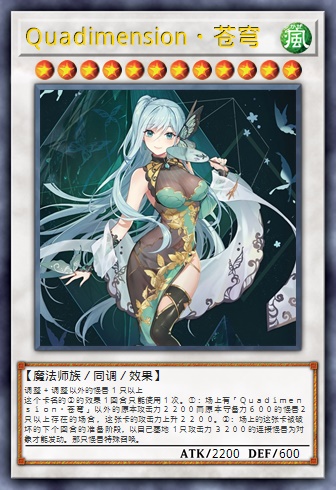 Quadimension・苍穹
風
【魔法师族／同调／效果】
调整＋调整以外的怪兽１只以上
这个卡名的①的效果１回合只能使用１次。①：场上有「Ｑｕａｄｉｍｅｎ
ｓｉｏｎ・苍穹」以外的原本攻击力２２００而原本守备力６００的怪兽２
只以上存在的场合，这张卡的攻击力上升２２００。②：场上的这张卡被破
坏的下个回合的准备阶段，以自己墓地１只攻击力３２００的连接怪兽为对
象才能发动。那只怪兽特殊召唤。
ATK/2200 DEF/600